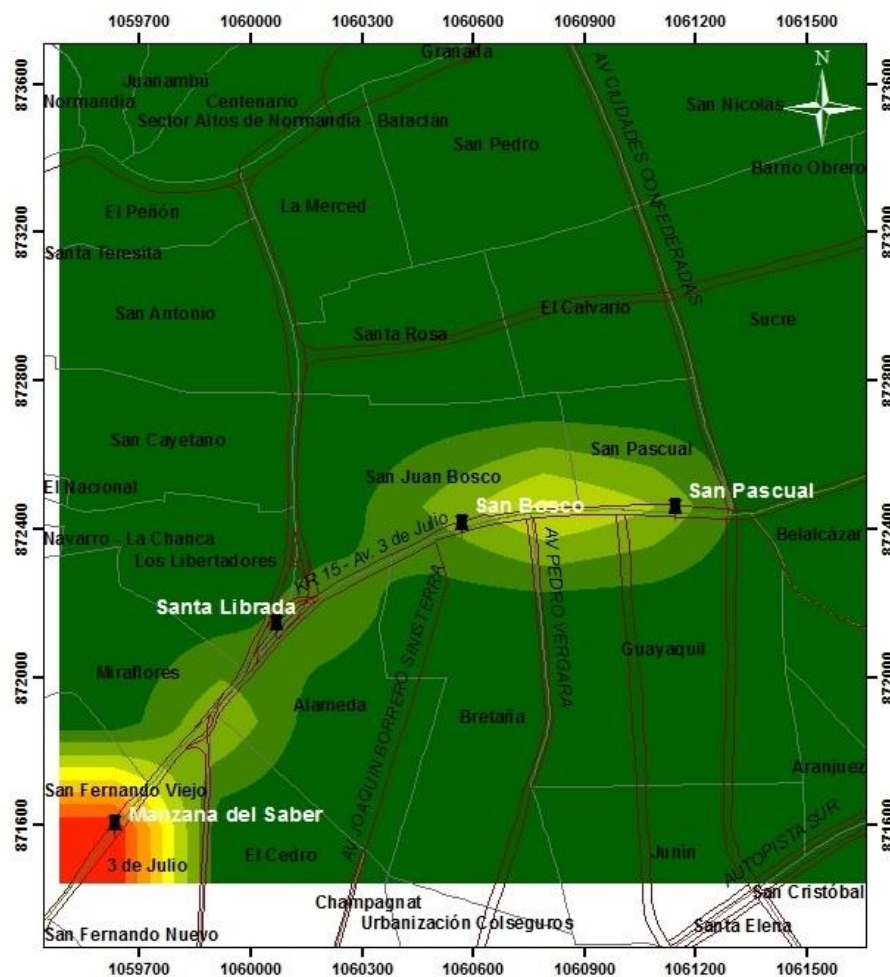 1059700 1060000 1060300 1060600 1060900 1061200 1061500
Granada
N
873600
873600
Juanambú
Normandía
Centenario
San Nicolás
Sector Altos de Normandía - Bataclán
AV CIUDADES CONFEDERADAS
San Pedro
Barrio Obrero
La Merced
El Peñón
873200
873200
Santa Teresita
San Antonio
El Calvario
Sucre
Santa Rosa
872800
872800
San Cayetano
San Pascual
San Juan Bosco
El Nacional
San Pascual
San Bosco
872400
872400
KR 15 - Av. 3 de Julio
Navarro - La Chanca
Belalcázar
Los Libertadores
AV JOAQUIN BORRERO SINISTERRA
AV PEDRO VERGARA
Santa Librada
Guayaquil
872000
872000
Miraflores
Alameda
Bretaña
Aranjuez
San Fernando Viejo
Manzana del Saber
871600
871600
3 de Julio
El Cedro
Junín
AUTOPISTA SUR
Champagnat
San Cristóbal
Urbanización Colseguros
Santa Elena
San Fernando Nuevo
1059700 1060000 1060300 1060600 1060900 1061200 1061500